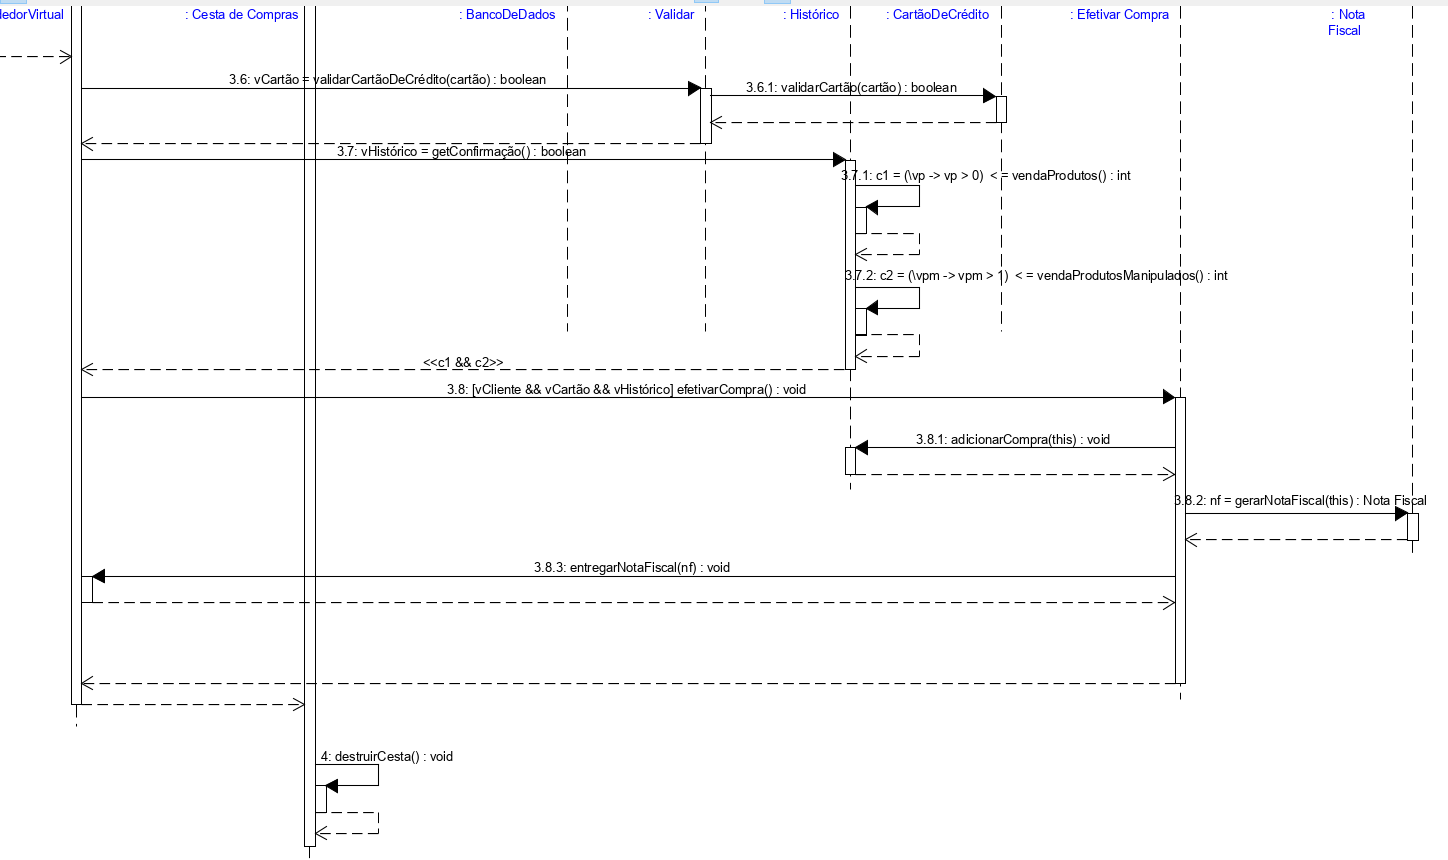 dedorVirtual
: Cesta de Compras
: BancoDeDados
: Validar
: Histórico
: CartãoDeCrédito
: Efetivar Compra
: Nota
Fiscal
3.6: vCartão = validarCartãoDeCrédito(cartão) : boolean
3.6.1: validarCartão(cartão) : boolean
3.7: vHistórico = getConfirmação() : boolean
3.7.1: c1 = (\vp -> vp > 0) < = vendaProdutos() : int
3.7.2: c2 = (\vpm -> vpm > 1) < = vendaProdutosManipulados() : int
<<c1 && c2>>
3.8: [vCliente && vCartão && vHistórico] efetivarCompra() : void
3.8.1: adicionarCompra(this) : void
3.8.2: nf = gerarNotaFiscal(this) : Nota Fiscal
3.8.3: entregarNotaFiscal(nf) : void
4: destruirCesta() : void